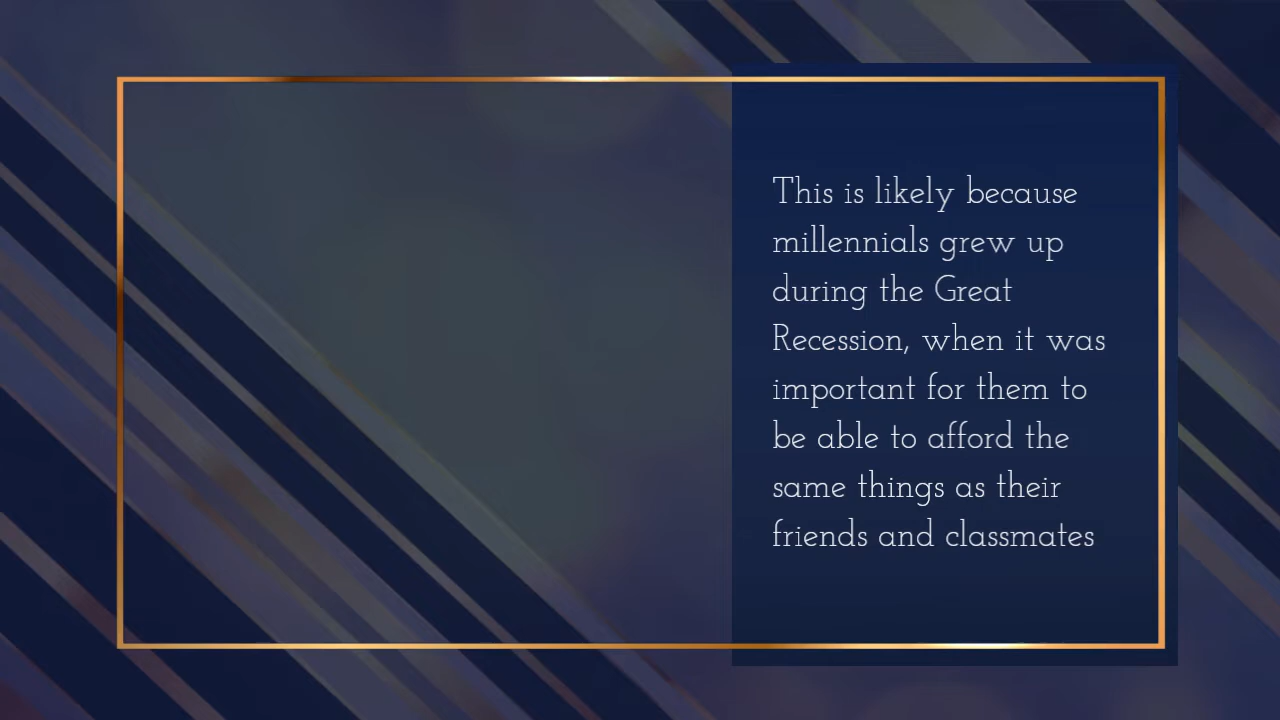 This is likely because
millennials grew up
during the Great
Recession, when it was
important for them to
be able to afford the
same things as their
friends and classmates